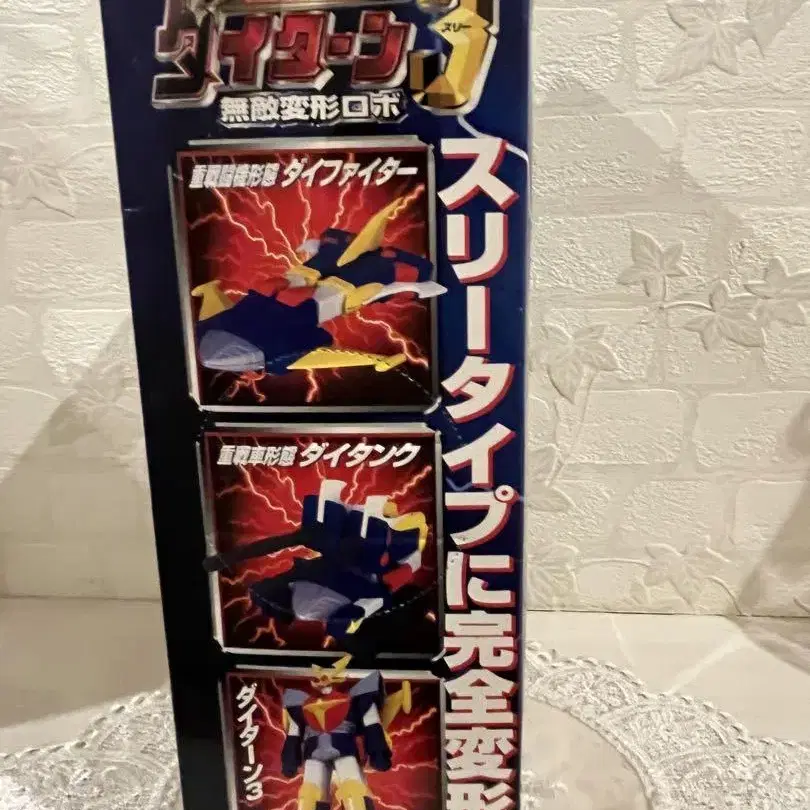 ダイターン3
スリー
無敵変形ロボ
重戦闘機形態 ダイファイター
重戦車形態 ダイタンク
ダイターン3
スリータイプに完全変形